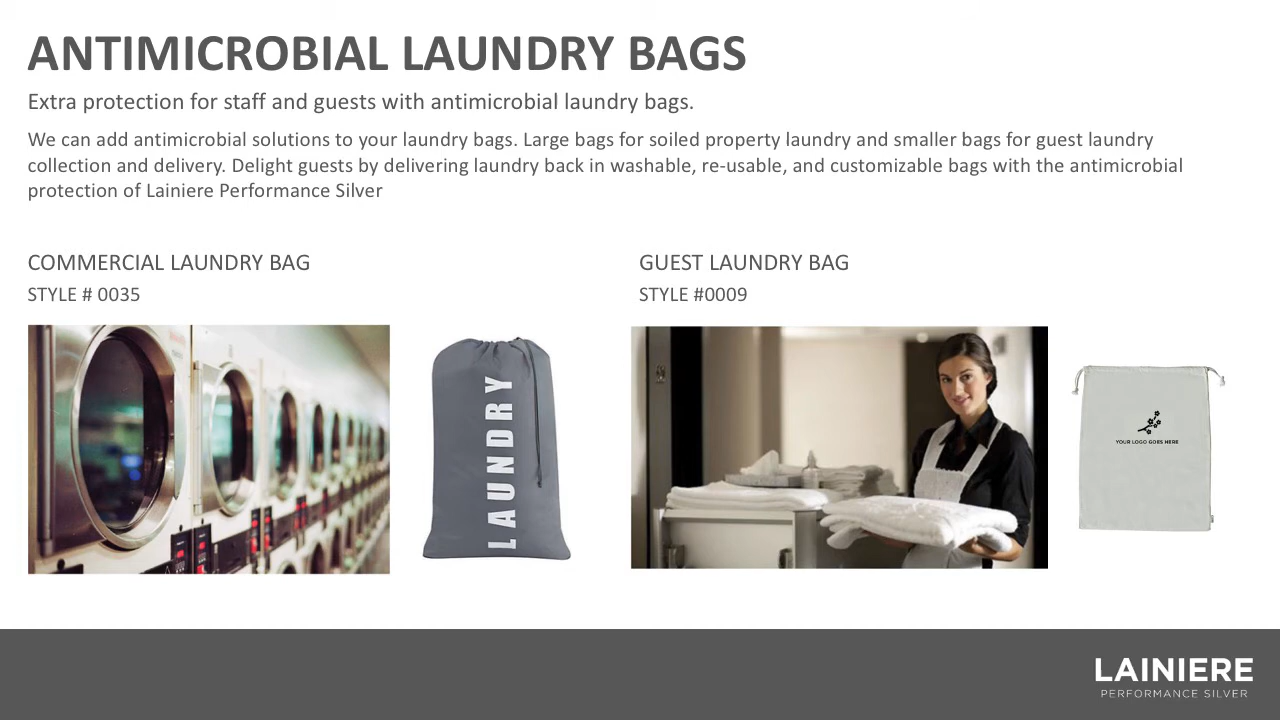 ANTIMICROBIAL LAUNDRY BAGS
Extra protection for staff and guests with antimicrobial laundry bags.
We can add antimicrobial solutions to your laundry bags. Large bags for soiled property laundry and smaller bags for guest laundry
collection and delivery. Delight guests by delivering laundry back in washable, re-usable, and customizable bags with the antimicrobial
protection of Lainiere Performance Silver
COMMERCIAL LAUNDRY BAG
STYLE # 0035
LAUNDRY
GUEST LAUNDRY BAG
STYLE #0009
YOUR LOGO GOES HERE
LAINIERE
PERFORMANCE SILVER